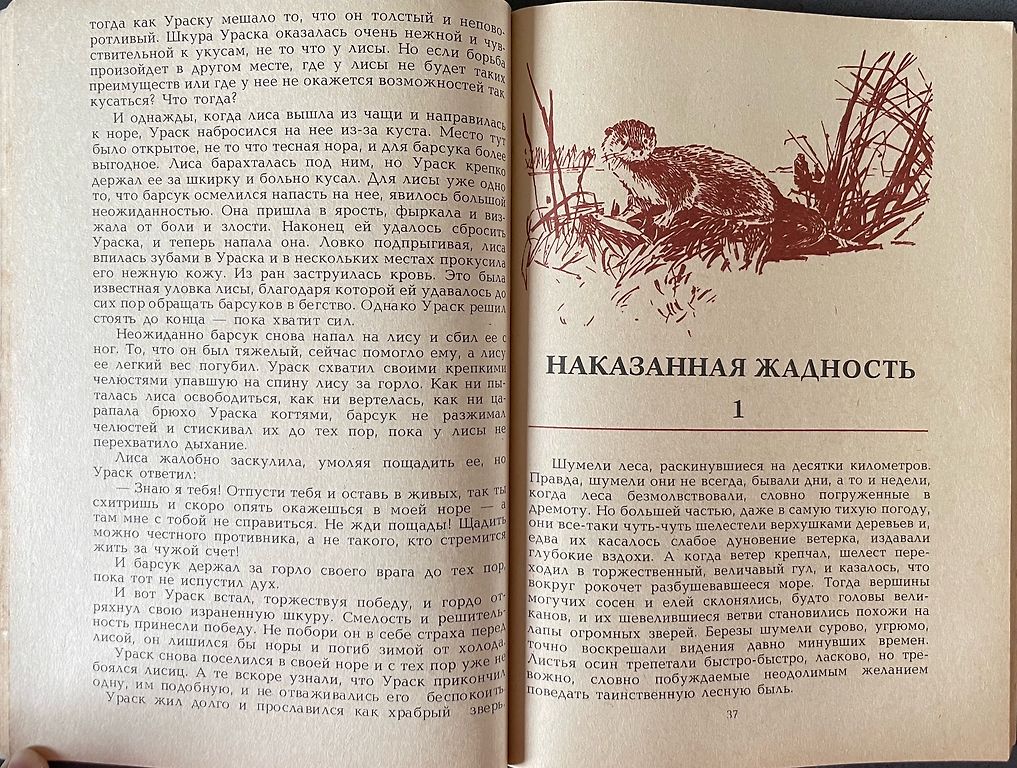 тогда как Ураску мешало то, что он толстый и непово-
ротливый. Шкура Ураска оказалась очень нежной и чув-
ствительной к укусам, не то что у лисы. Но если борьба
произойдет в другом месте, где у лисы не будет таких
преимуществ или где у нее не окажется возможностей так
кусаться? Что тогда?
И однажды, когда лиса вышла из чащи и направилась
к норе, Ураск набросился на нее из-за куста. Место тут
было открытое, не то что тесная нора, и для барсука более
выгодное. Лиса барахталась под ним, но Ураск крепко
держал ее за шкирку и больно кусал. Для лисы уже одно
то, что барсук осмелился напасть на нее, явилось большой
неожиданностью. Она пришла в ярость, фыркала и виз-
жала от боли и злости. Наконец ей удалось сбросить
Ураска, и теперь напала она. Ловко подпрыгивая, лиса
впилась зубами в Ураска и в нескольких местах прокусила
его нежную кожу. Из ран заструилась кровь. Это была
известная уловка лисы, благодаря которой ей удавалось до
сих пор обращать барсуков в бегство. Однако Ураск решил
стоять до конца — пока хватит сил.
Неожиданно барсук снова напал на лису и сбил ее с
ног. То, что он был тяжелый, сейчас помогло ему, а лису
ее легкий вес погубил. Ураск схватил своими крепкими
челюстями упавшую на спину лису за горло. Как ни пы-
талась лиса освободиться, как ни вертелась, как ни ца-
рапала брюхо Ураска когтями, барсук не разжимал
челюстей и стискивал их до тех пор, пока у лисы не
перехватило дыхание.
Лиса жалобно заскулила, умоляя пощадить ее, но
Ураск ответил:
— Знаю я тебя! Отпусти тебя и оставь в живых, так ты
схитришь и скоро опять окажешься в моей норе — а
там мне с тобой не справиться. Не жди пощады! Щадить
можно честного противника, а не такого, кто стремится
жить за чужой счет!
И барсук держал за горло своего врага до тех пор,
пока тот не испустил дух.
И вот Ураск встал, торжествуя победу, и гордо от-
ряхнул свою израненную шкуру. Смелость и решитель-
ность принесли победу. Не побори он в себе страха перед
лисой, он лишился бы норы и погиб зимой от холода.
Ураск снова поселился в своей норе и с тех пор уже не
боялся лисиц. А те вскоре узнали, что Ураск прикончил
одну, им подобную, и не отваживались его беспокоить.
Ураск жил долго и прославился как храбрый зверь.
НАКАЗАННАЯ ЖАДНОСТЬ
1
Шумели леса, раскинувшиеся на десятки километров.
Правда, шумели они не всегда, бывали дни, а то и недели,
когда леса безмолвствовали, словно погруженные в
дремоту. Но большей частью, даже в самую тихую погоду,
они все-таки чуть-чуть шелестели верхушками деревьев и,
едва их касалось слабое дуновение ветерка, издавали
глубокие вздохи. А когда ветер крепчал, шелест пере-
ходил в торжественный, величавый гул, и казалось, что
вокруг рокочет разбушевавшееся море. Тогда вершины
могучих сосен и елей склонялись, будто головы вели-
канов, и их шевелившиеся ветви становились похожи на
лапы огромных зверей. Березы шумели сурово, угрюмо,
точно воскрешали видения давно минувших времен.
Листья осин трепетали быстро-быстро, ласково, но тре-
вожно, словно побуждаемые неодолимым желанием
поведать таинственную лесную быль.
37